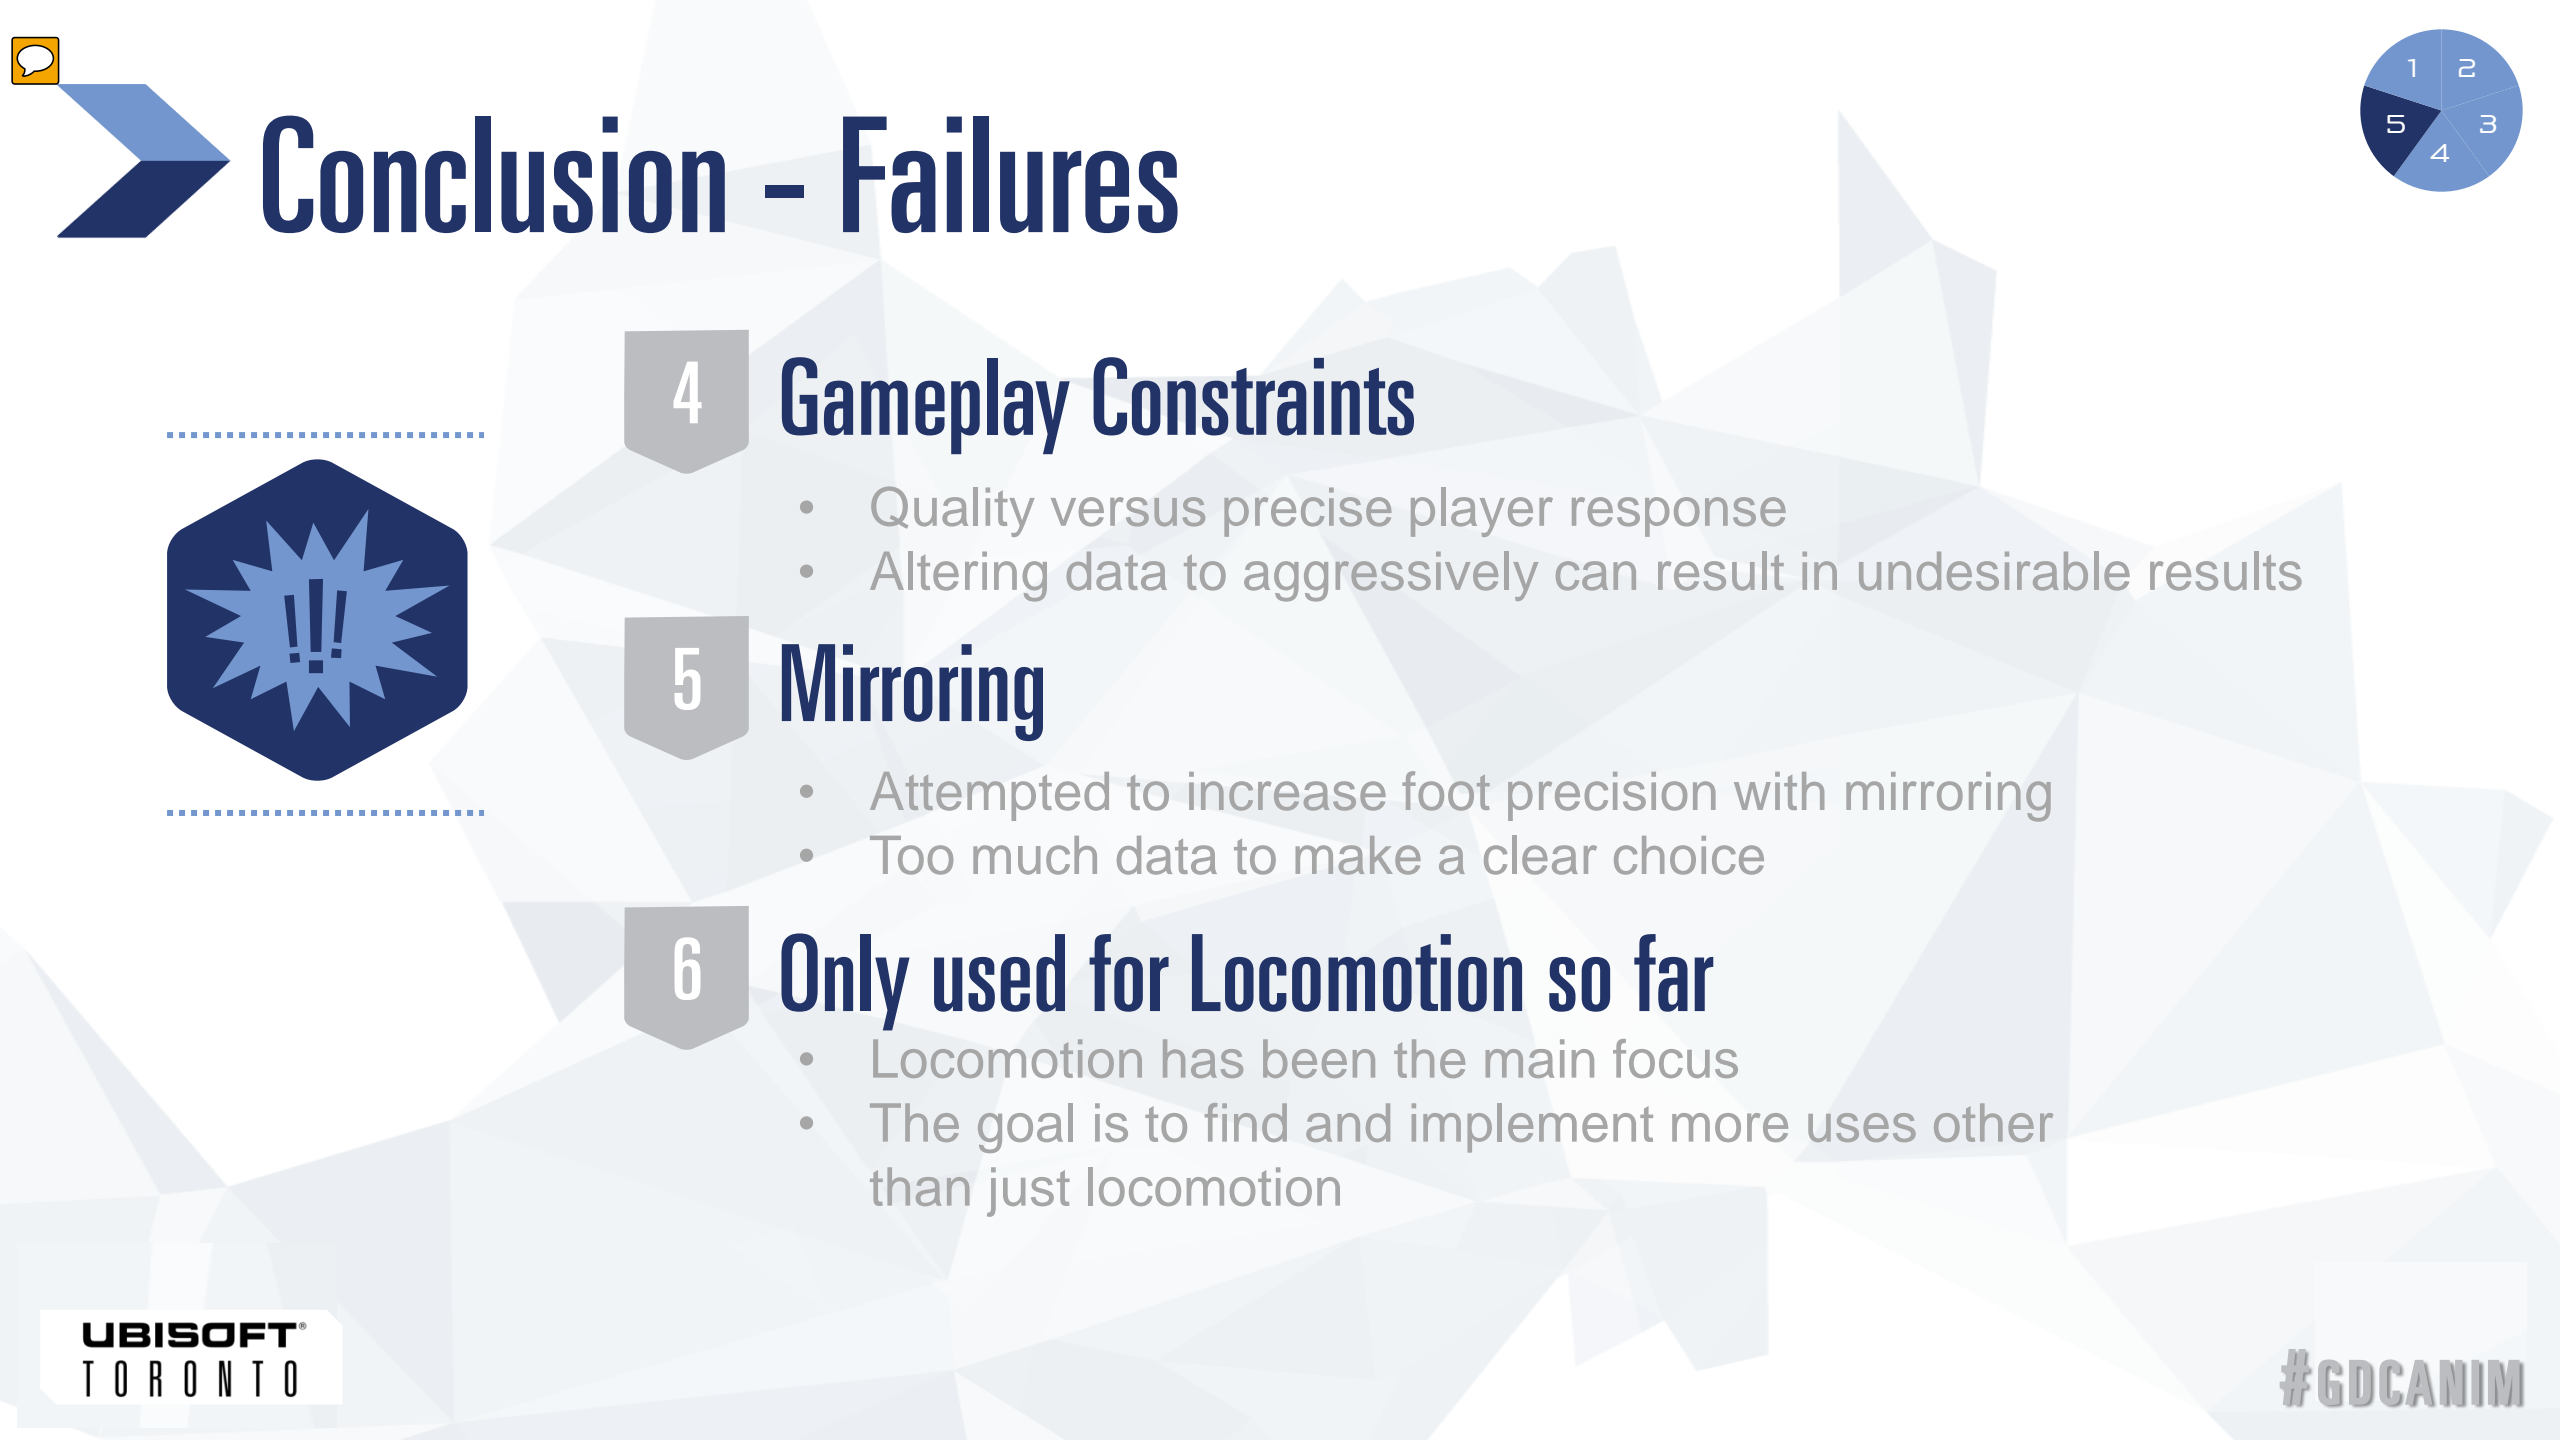 Conclusion – Failures
1 2
5 3
4
4 Gameplay Constraints
• Quality versus precise player response
• Altering data to aggressively can result in undesirable results
!!!
5 Mirroring
• Attempted to increase foot precision with mirroring
• Too much data to make a clear choice
6 Only used for Locomotion so far
• Locomotion has been the main focus
• The goal is to find and implement more uses other
than just locomotion
UBISOFT®
TORONTO
#GDCANIM